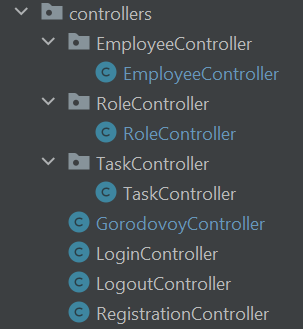 controllers
EmployeeController
EmployeeController
RoleController
RoleController
TaskController
TaskController
GorodovoyController
LoginController
LogoutController
RegistrationController